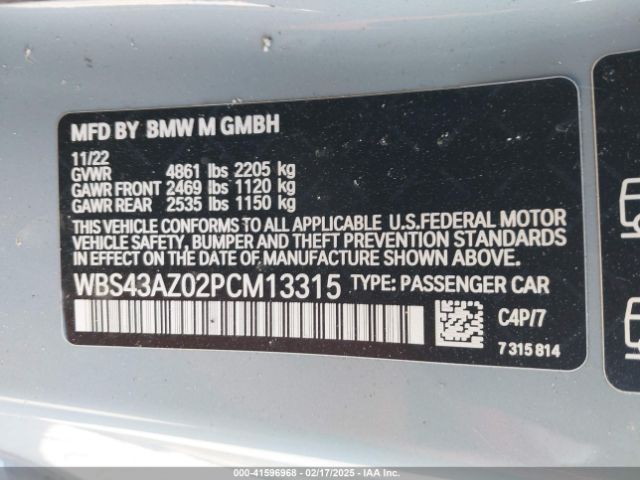 MFD BY BMW M GMBH
11/22
GVWR 4861 lbs 2205 kg
GAWR FRONT 2469 lbs 1120 kg
GAWR REAR 2535 lbs 1150 kg
THIS VEHICLE CONFORMS TO ALL APPLICABLE U.S.FEDERAL MOTOR
VEHICLE SAFETY, BUMPER, AND THEFT PREVENTION STANDARDS
IN EFFECT ON THE DATE OF MANUFACTURE SHOWN ABOVE.
WBS43AZ02PCM13315 TYPE: PASSENGER CAR
C4P/7
7 315 814
000-41596968 - 02/17/2025 - IAAI.COM